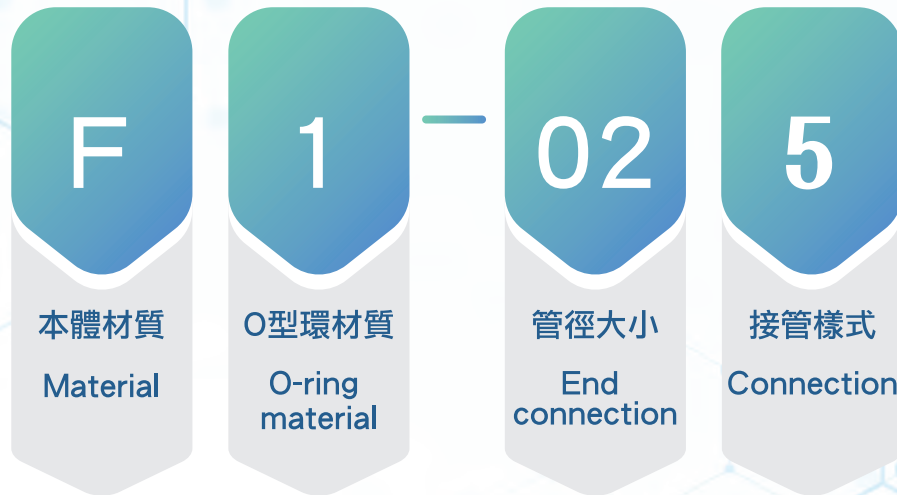 F
1
—
02
5
本體材質
Material
O型環材質
O-ring
material
管徑大小
End
connection
接管樣式
Connection